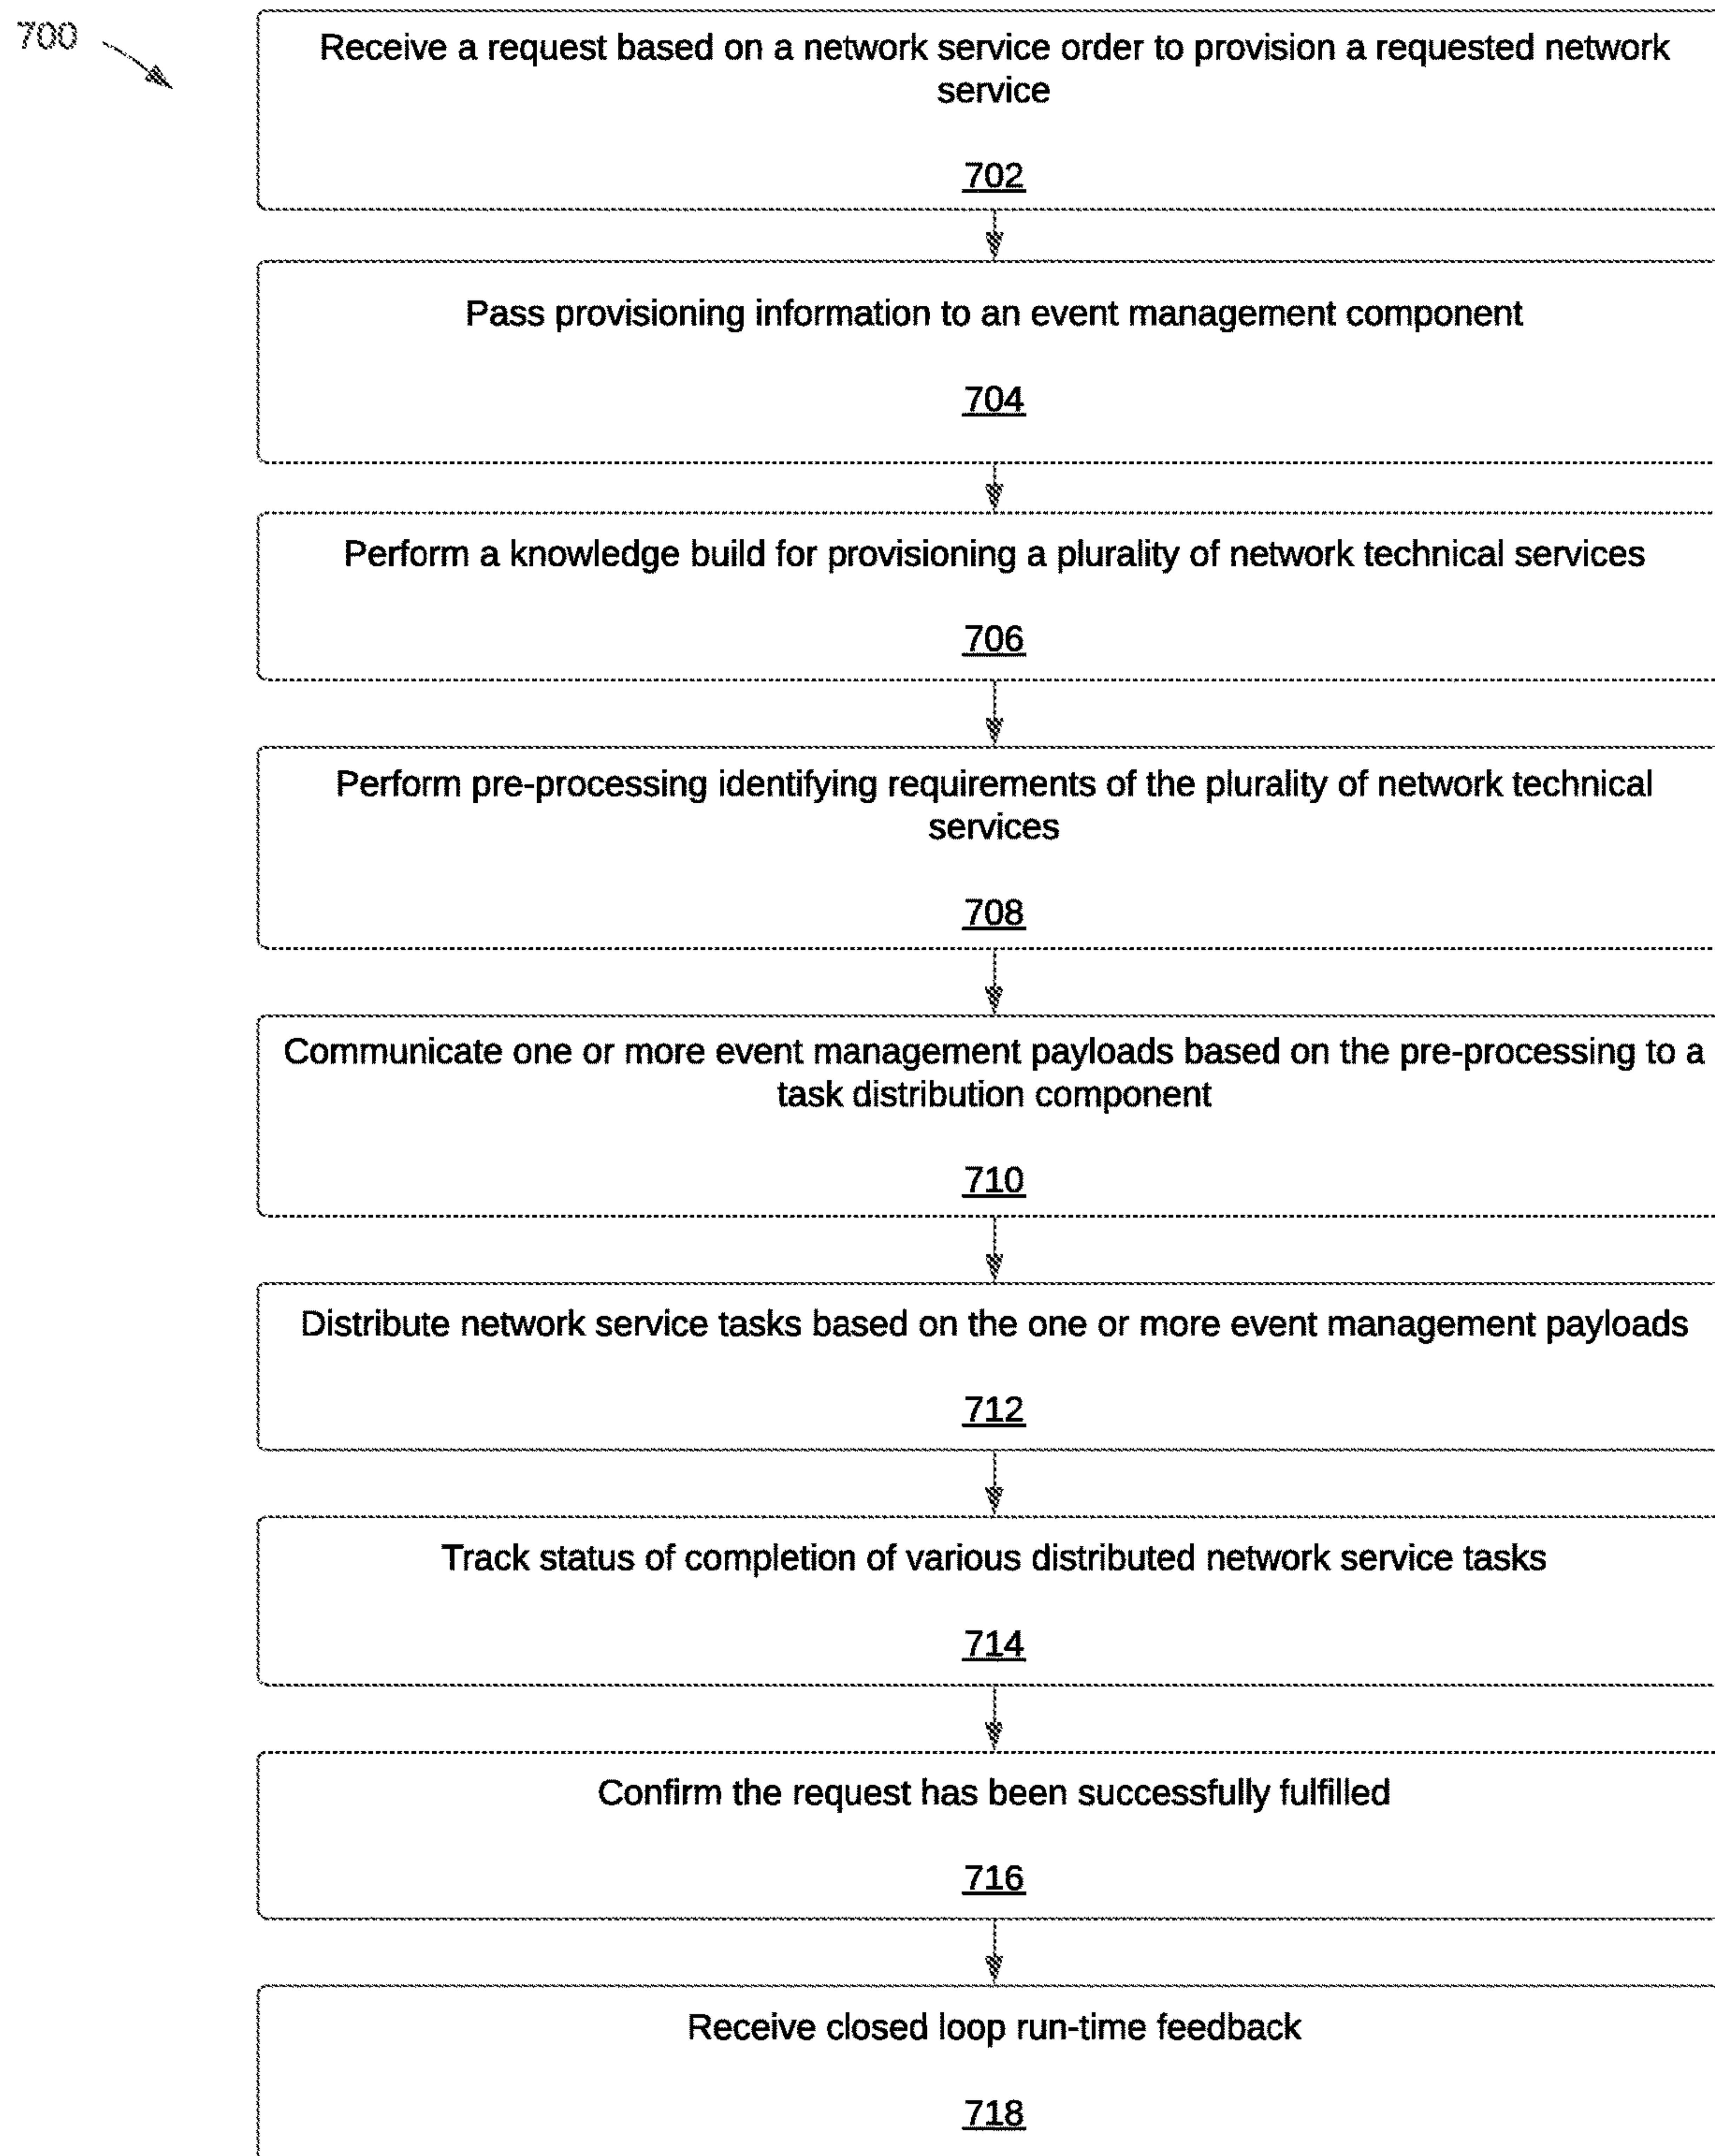 700
Receive a request based on a network service order to provision a requested network
service
702
Pass provisioning information to an event management component
704
Perform a knowledge build for provisioning a plurality of network technical services
706
Perform pre-processing identifying requirements of the plurality of network technical
services
708
Communicate one or more event management payloads based on the pre-processing to a
task distribution component
710
Distribute network service tasks based on the one or more event management payloads
712
Track status of completion of various distributed network service tasks
714
Confirm the request has been successfully fulfilled
716
Receive closed loop run-time feedback
718